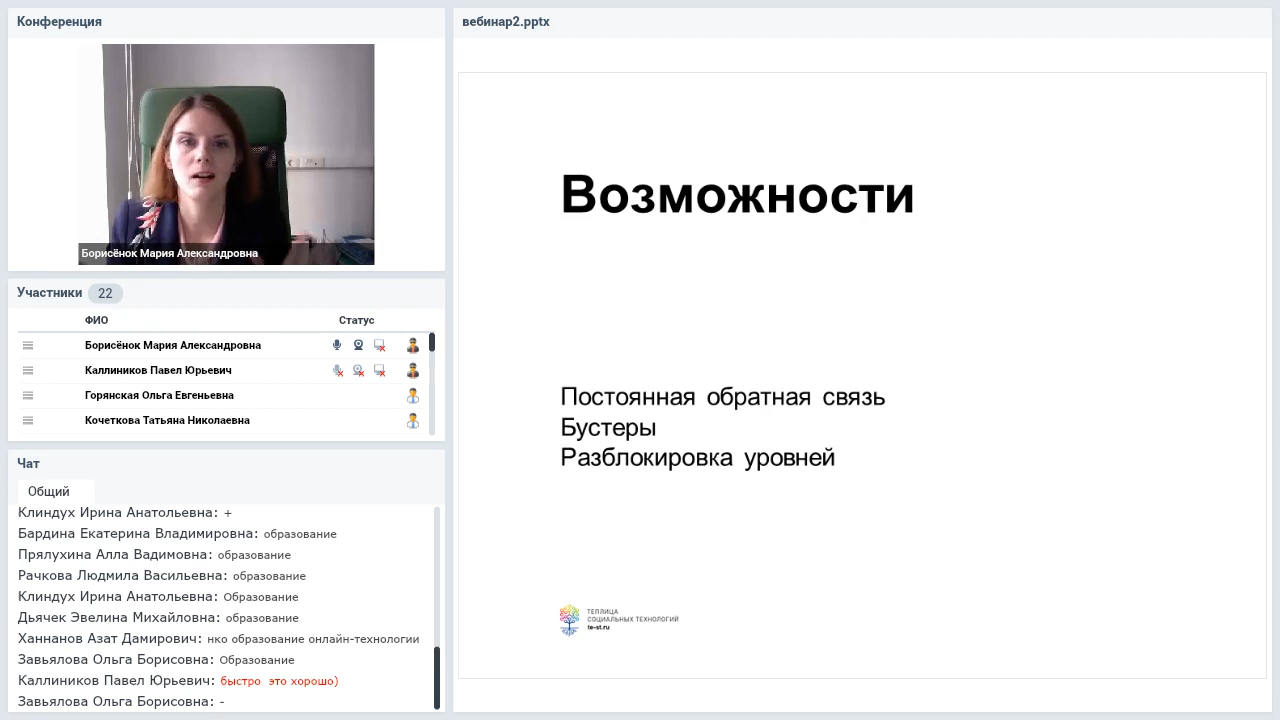 Конференция
Борисёнок Мария Александровна
Участники 22
ФИО Статус
Борисёнок Мария Александровна
Каллиников Павел Юрьевич
Горянская Ольга Евгеньевна
Кочеткова Татьяна Николаевна
Чат
Общий
Клиндух Ирина Анатольевна: +
Бардина Екатерина Владимировна: образование
Прялухина Алла Вадимовна: образование
Рачкова Людмила Васильевна: образование
Клиндух Ирина Анатольевна: Образование
Дьячек Эвелина Михайловна: образование
Ханнанов Азат Дамирович: нко образование онлайн-технологии
Завьялова Ольга Борисовна: Образование
Каллиников Павел Юрьевич: быстро это хорошо)
Завьялова Ольга Борисовна: -
вебинар2.pptx
Возможности
Постоянная обратная связь
Бустеры
Разблокировка уровней
ТЕПЛИЦА
СОЦИАЛЬНЫХ ТЕХНОЛОГИЙ
te-st.ru